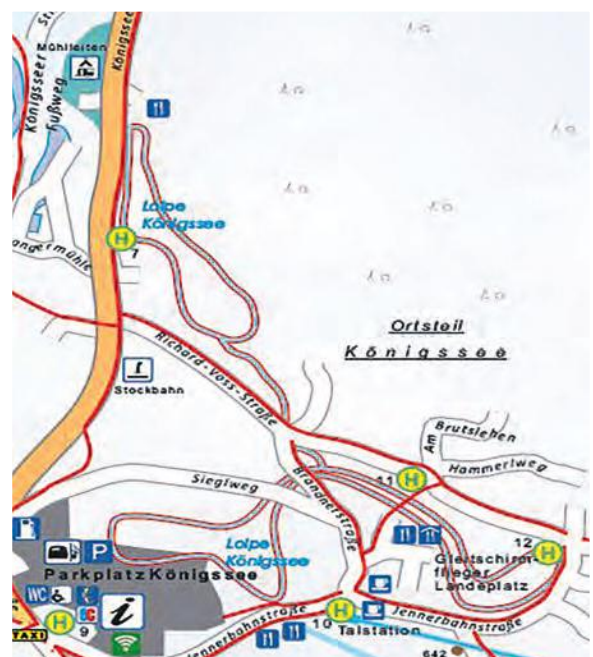 Königssee
Mühlleiten
Königsseer
Fußweg
Loipe
Königssee
H
7
angermühle
Ortsteil
Königssee
Richard-Voss-Straße
Stockbahn
Am
Brutslehen
Hammerlweg
11
H
Sieglweg
Brandnerstraße
Loipe
Königssee
12
H
Gleitschirm-
flieger
Landeplatz
P
Parkplatz Königssee
WC
i
H
9
TAXI
10
H
Talstation
Jennerbahnstraße
Jennerbahnstraße
642